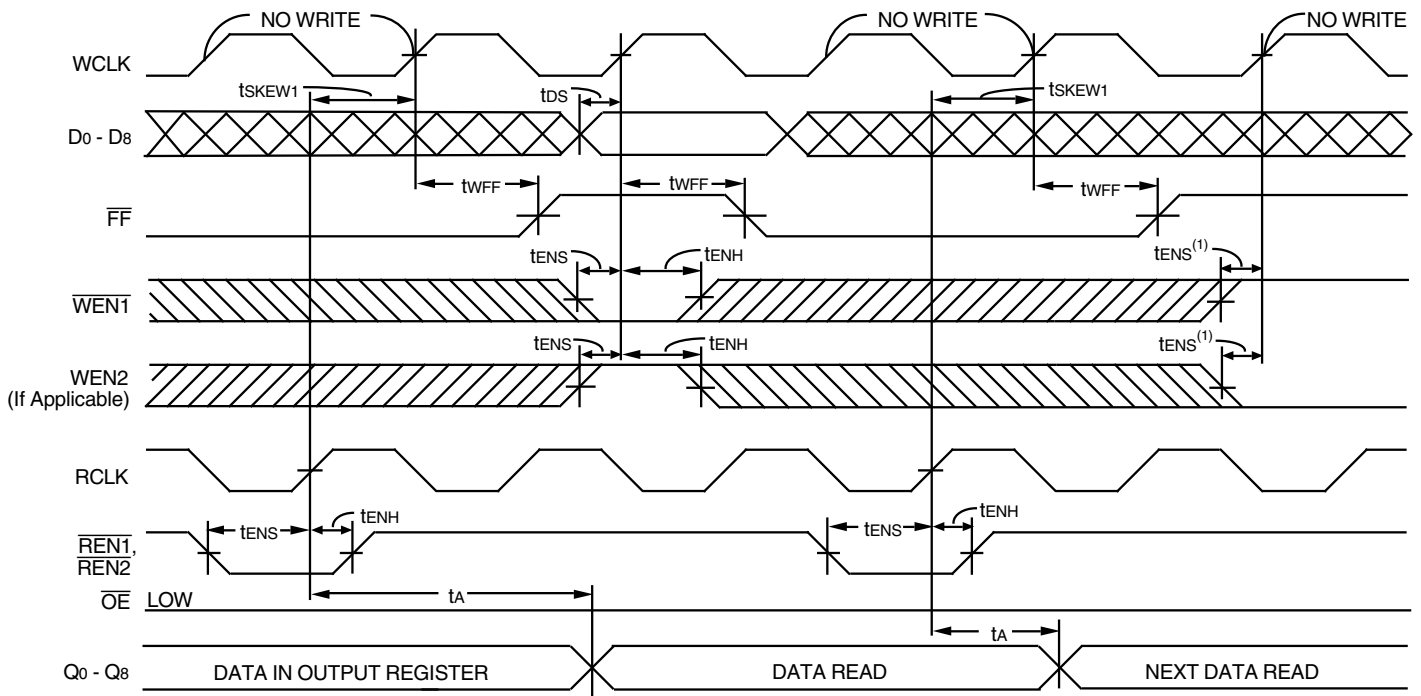 NO WRITE
NO WRITE
NO WRITE
WCLK
tSKEW1
tDS
tSKEW1
D0 - D8
tWFF
tWFF
tWFF
FF
tENS
tENH
tENS(1)
WEN1
tENS
tENH
tENS(1)
WEN2
(If Applicable)
RCLK
tENS
tENH
tENS
tENH
REN1,
REN2
tA
OE LOW
tA
Q0 - Q8
DATA IN OUTPUT REGISTER
DATA READ
NEXT DATA READ